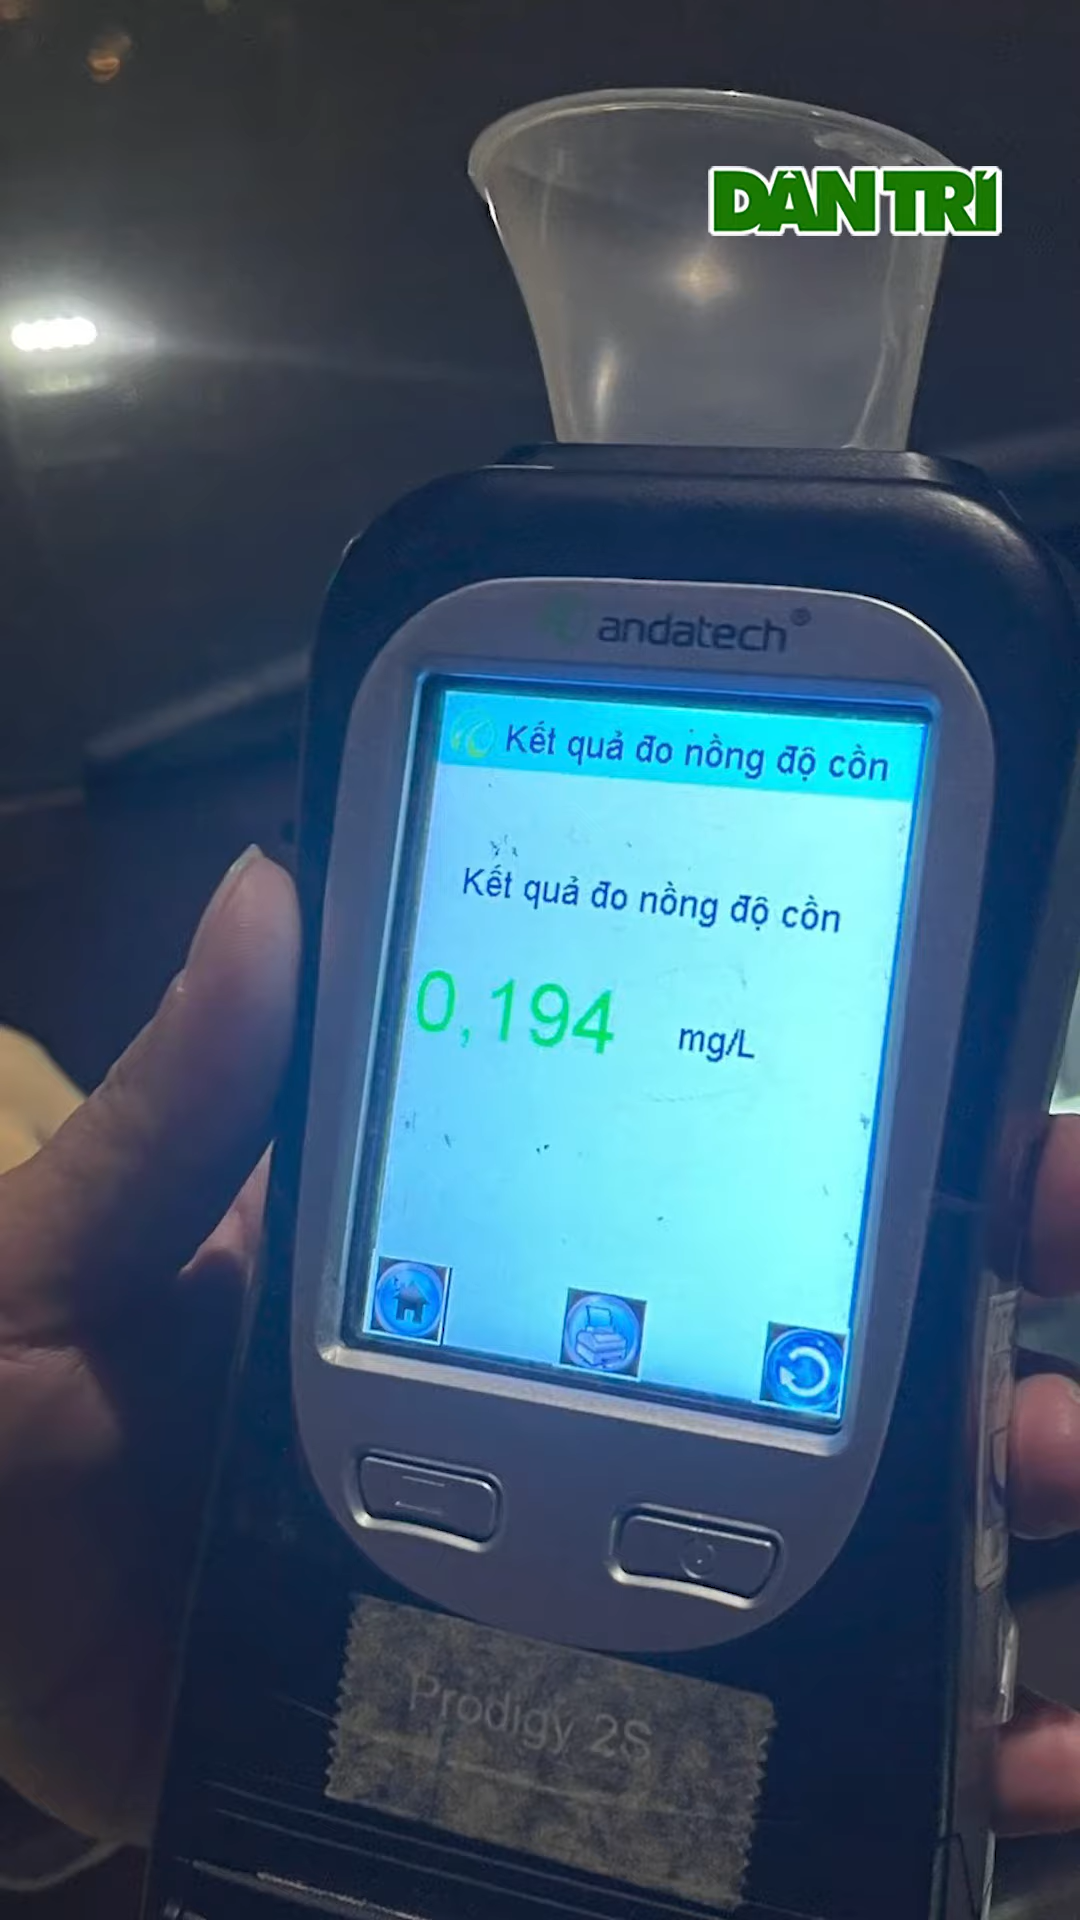 DÂN TRÍ
andatech®
Kết quả đo nồng độ cồn
Kết quả đo nồng độ cồn
0,194 mg/L
Prodigy 2S